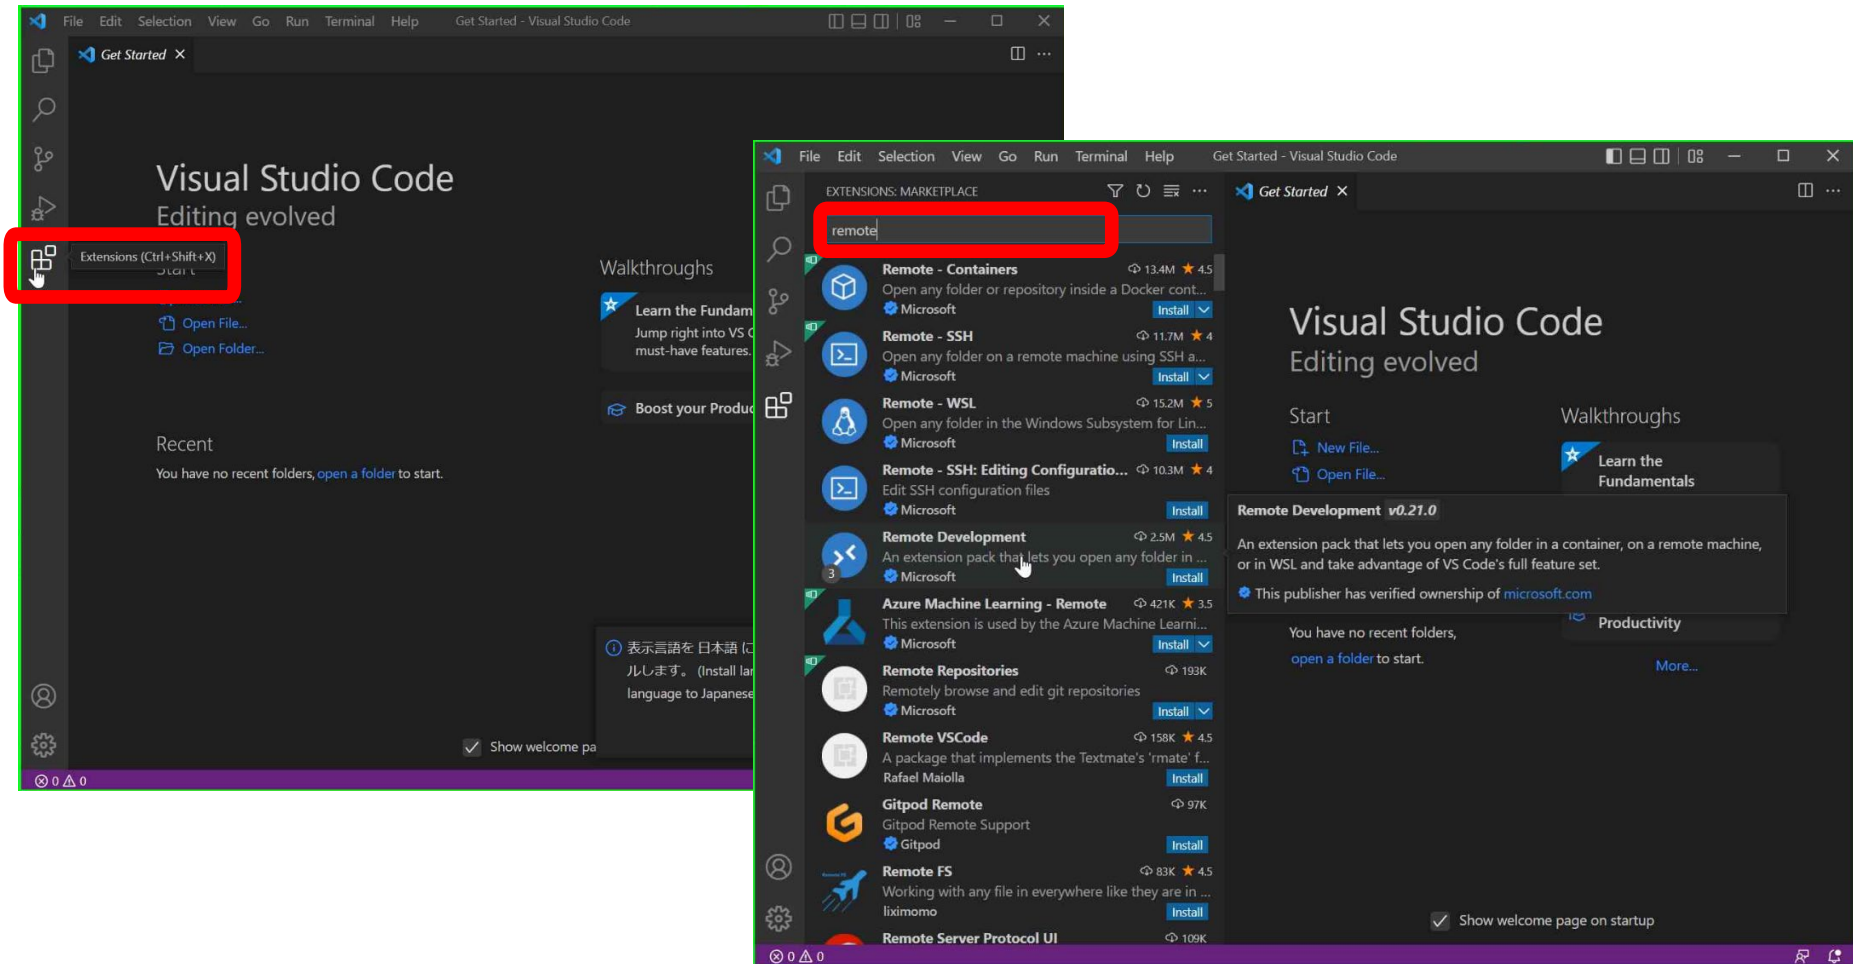 File Edit Selection View Go Run Terminal Help Get Started - Visual Studio Code
Get Started
Visual Studio Code
Editing evolved
Extensions (Ctrl+Shift+X)
Start
Open File...
Open Folder...
Recent
You have no recent folders, open a folder to start.
Walkthroughs
Learn the Fundam
Jump right into VS C
must-have features.
Boost your Produc
表示言語を 日本語 に
ルします。 (Install lan
language to Japanese
Show welcome pa
0 0
File Edit Selection View Go Run Terminal Help Get Started - Visual Studio Code
EXTENSIONS: MARKETPLACE
Get Started
remote
Remote - Containers 13.4M 4.5
Open any folder or repository inside a Docker cont...
Microsoft Install
Remote - SSH 11.7M 4
Open any folder on a remote machine using SSH a...
Microsoft Install
Remote - WSL 15.2M 5
Open any folder in the Windows Subsystem for Lin...
Microsoft Install
Remote - SSH: Editing Configuratio... 10.3M 4
Edit SSH configuration files
Microsoft Install
Remote Development 2.5M 4.5
An extension pack that lets you open any folder in ...
3 Microsoft Install
Azure Machine Learning - Remote 421K 3.5
This extension is used by the Azure Machine Learni...
Microsoft Install
Remote Repositories 193K
Remotely browse and edit git repositories
Microsoft Install
Remote VSCode 158K 4.5
A package that implements the Textmate's 'rmate' f...
Rafael Maiolla Install
Gitpod Remote 97K
Gitpod Remote Support
Gitpod Install
Remote FS 83K 4.5
Working with any file in everywhere like they are in ...
liximomo Install
Remote Server Protocol UI 109K
Visual Studio Code
Editing evolved
Start
New File...
Open File...
Walkthroughs
Learn the
Fundamentals
Remote Development v0.21.0
An extension pack that lets you open any folder in a container, on a remote machine,
or in WSL and take advantage of VS Code's full feature set.
This publisher has verified ownership of microsoft.com
You have no recent folders,
open a folder to start.
Productivity
More...
Show welcome page on startup
0 0